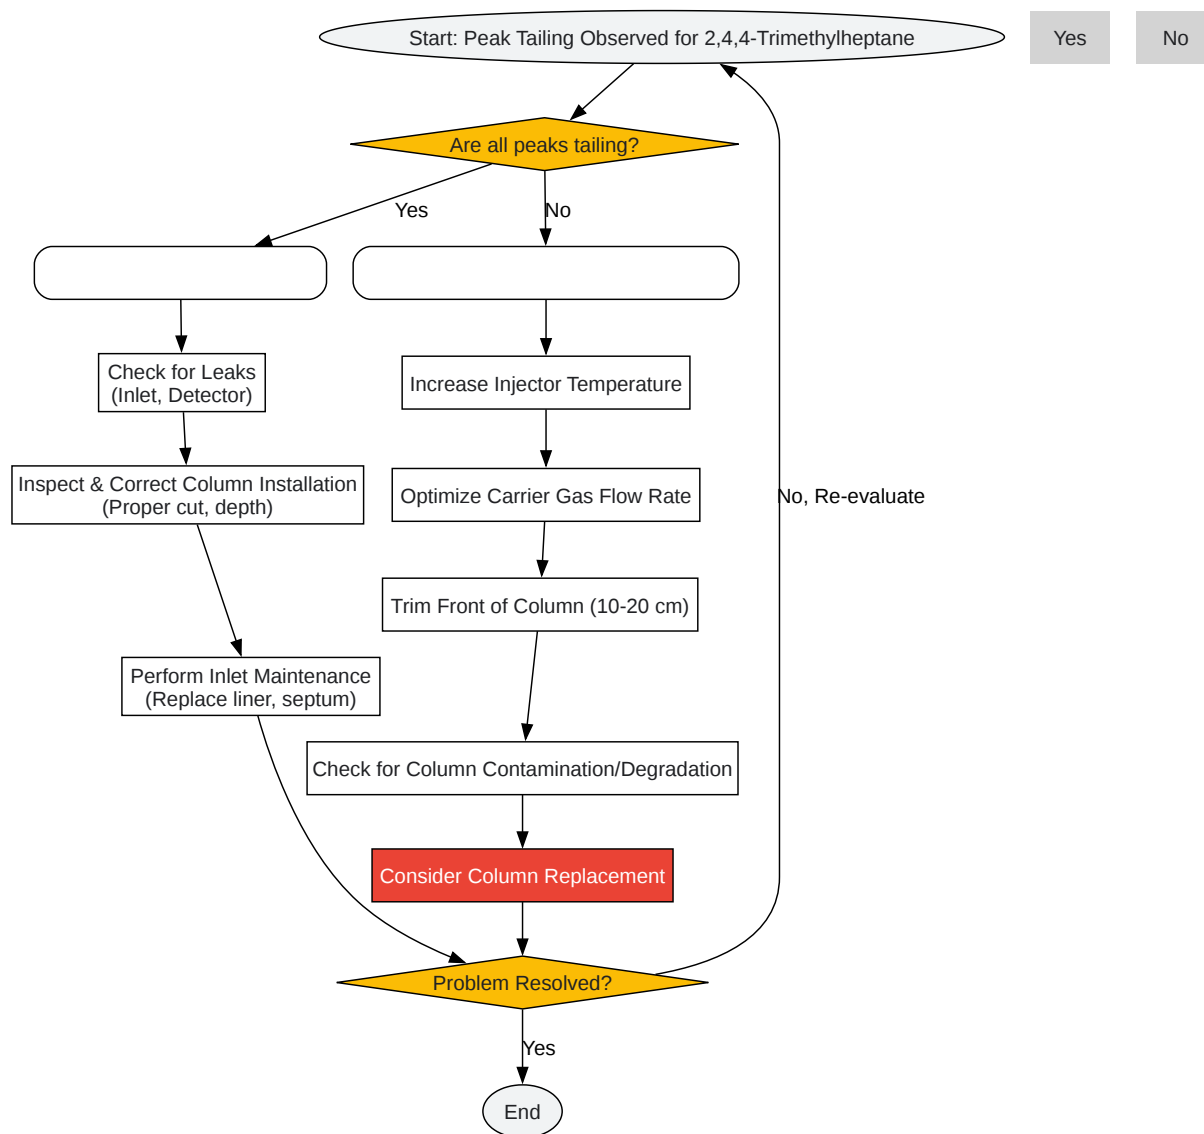 Start: Peak Tailing Observed for 2,4,4-Trimethylheptane
Yes
No
Are all peaks tailing?
Yes
No
Check for Leaks
(Inlet, Detector)
Increase Injector Temperature
Inspect & Correct Column Installation
(Proper cut, depth)
Optimize Carrier Gas Flow Rate
No, Re-evaluate
Trim Front of Column (10-20 cm)
Perform Inlet Maintenance
(Replace liner, septum)
Check for Column Contamination/Degradation
Consider Column Replacement
Problem Resolved?
Yes
End